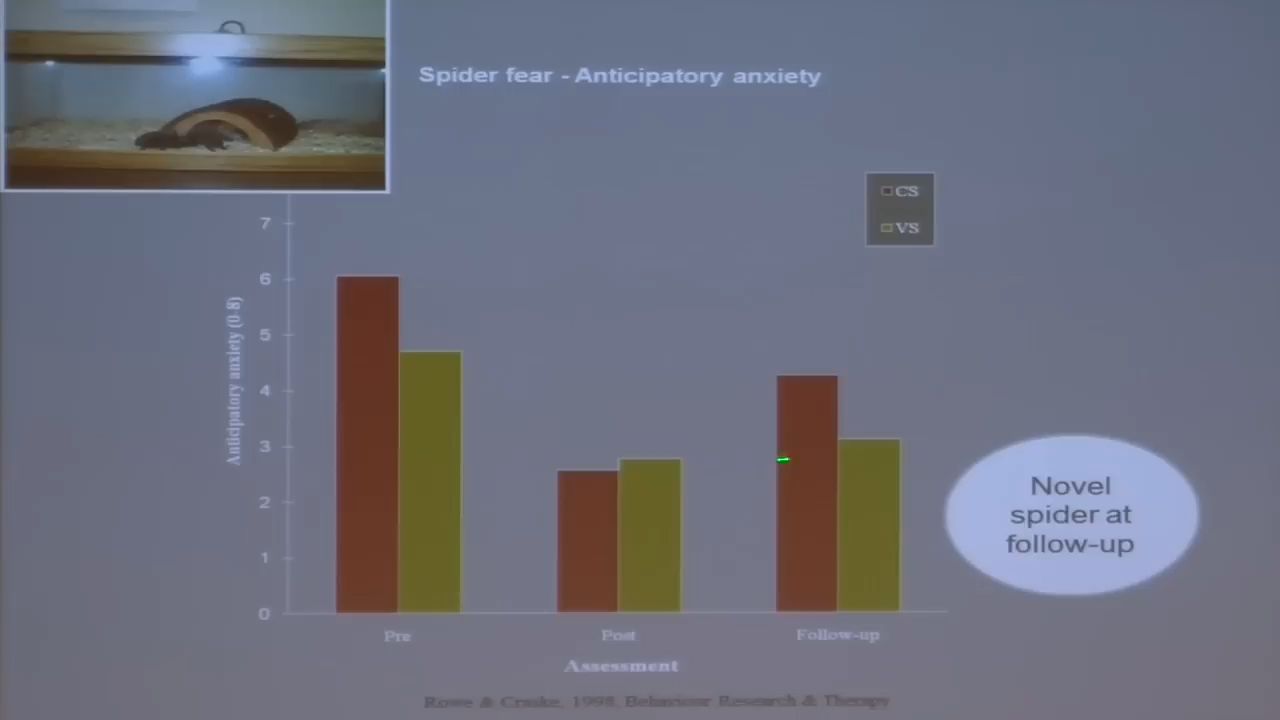 Spider fear - Anticipatory anxiety
CS
VS
7
6
5
4
3
2
1
0
Anticipatory anxiety (0-8)
Pre
Post
Follow-up
Assessment
Novel
spider at
follow-up
Rowe & Craske, 1998, Behaviour Research & Therapy